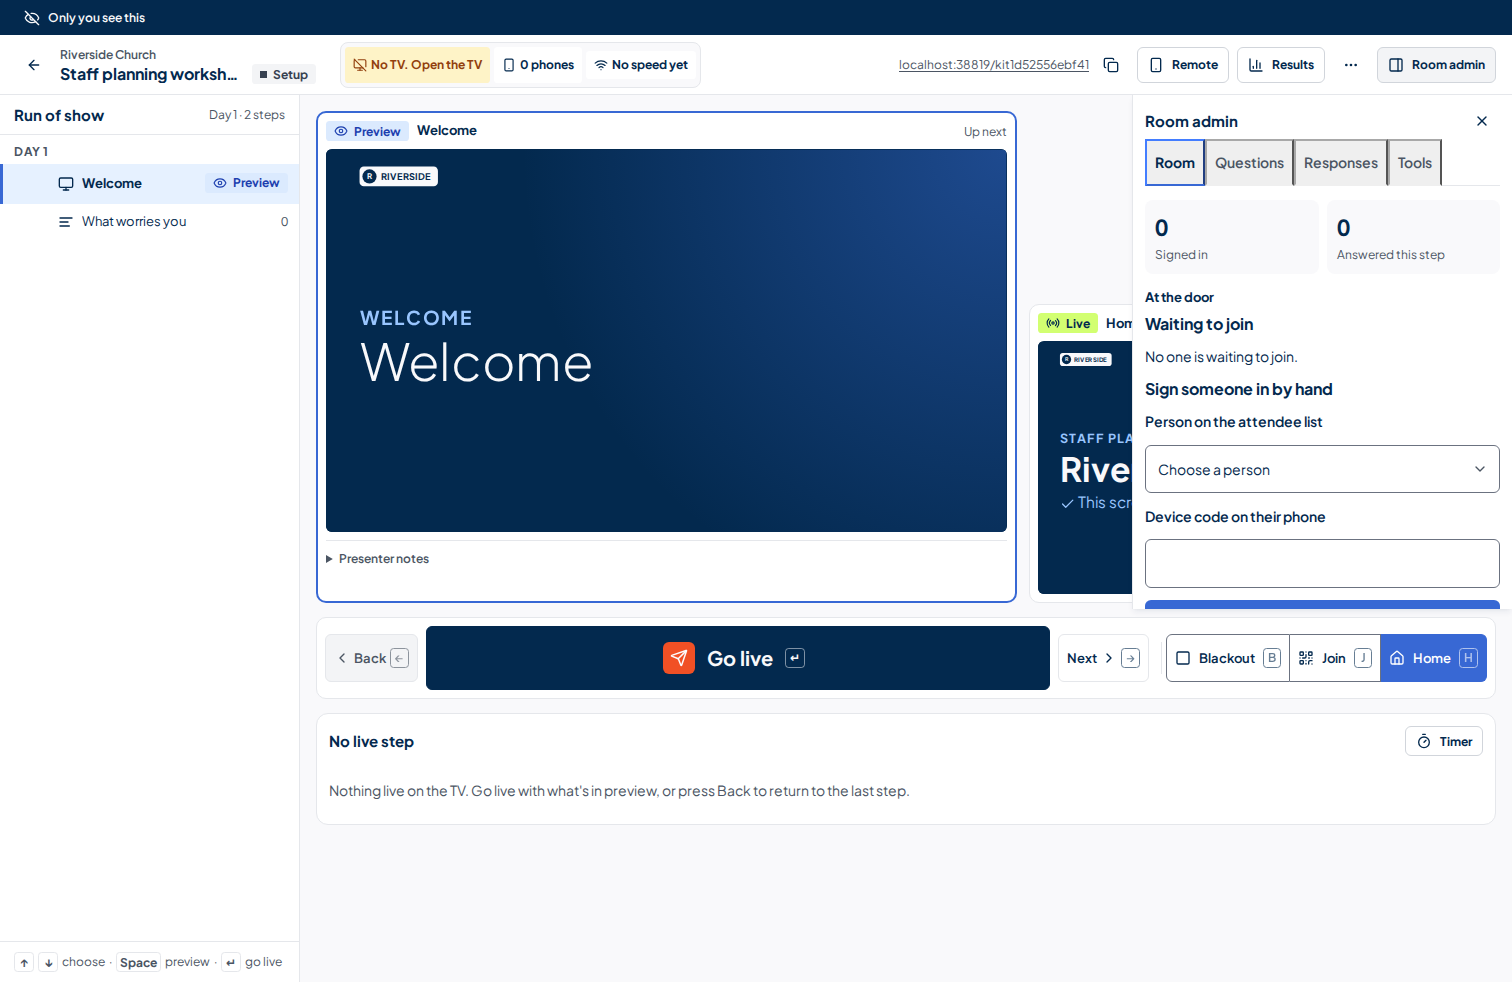 Only you see this
Riverside Church
Staff planning worksh...
Setup
No TV. Open the TV
0 phones
No speed yet
localhost:38819/kit1d52556ebf41
Remote
Results
Room admin
Run of show
Day 1 · 2 steps
DAY 1
Welcome
Preview
What worries you
0
choose · Space preview · ↵ go live
Preview
Welcome
Up next
R RIVERSIDE
WELCOME
Welcome
Presenter notes
Live
Hom
R RIVERSIDE
STAFF PLA
Rive
This scr
Room admin
Room
Questions
Responses
Tools
0
Signed in
0
Answered this step
At the door
Waiting to join
No one is waiting to join.
Sign someone in by hand
Person on the attendee list
Choose a person
Device code on their phone
Back
Go live
Next
Blackout B
Join J
Home H
No live step
Timer
Nothing live on the TV. Go live with what's in preview, or press Back to return to the last step.